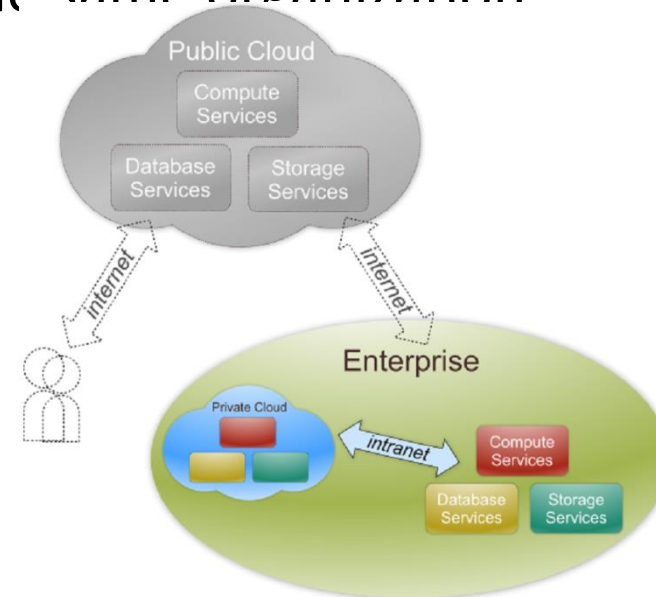 Public Cloud
Compute
Services
Database
Services
Storage
Services
internet
internet
Enterprise
Private Cloud
intranet
Compute
Services
Database
Services
Storage
Services